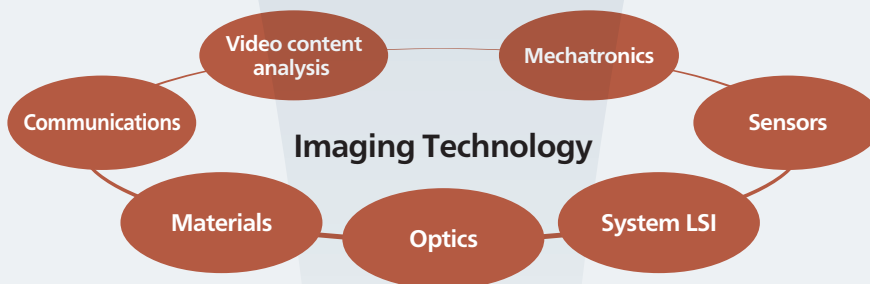 Video content
analysis
Mechatronics
Communications
Sensors
Imaging Technology
Materials
Optics
System LSI